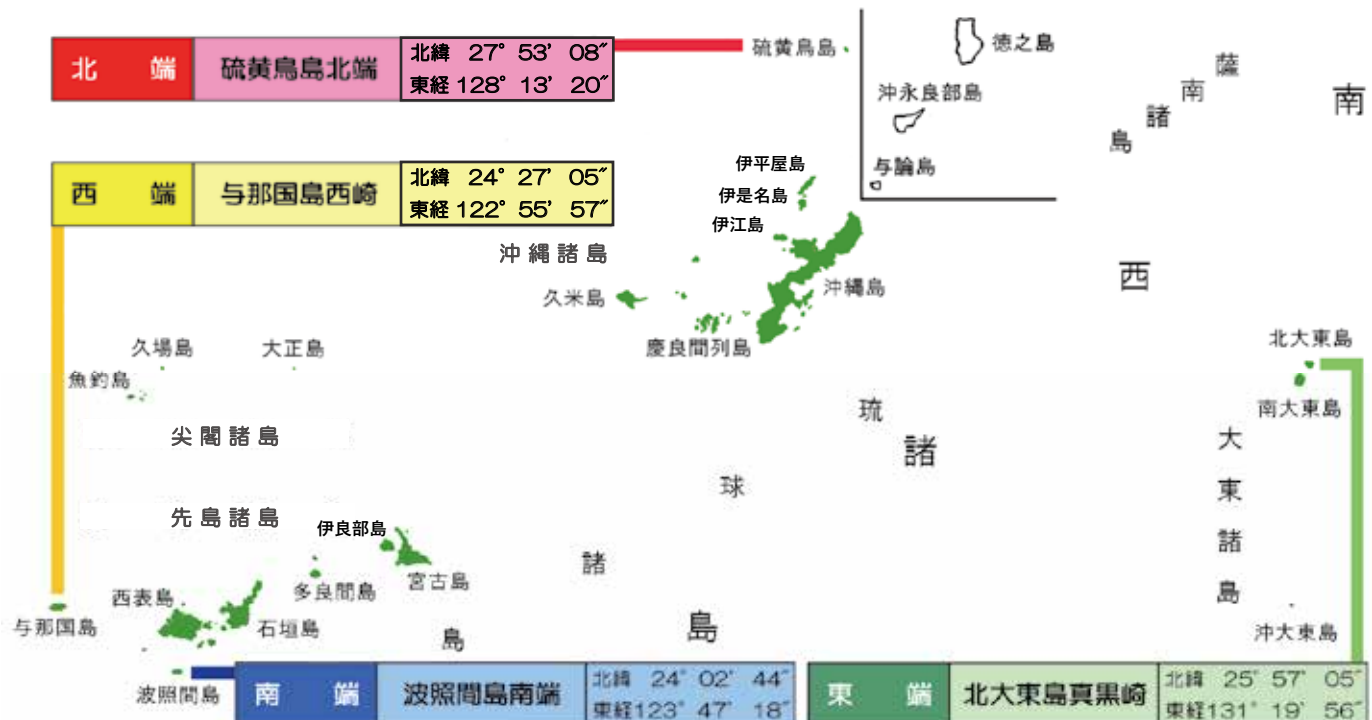 北 端 硫黄鳥島北端 北緯 27° 53′ 08″
東経 128° 13′ 20″
硫黄鳥島
徳之島
沖永良部島
与論島
薩
南
諸
島
南
西
諸
島
西 端 与那国島西崎 北緯 24° 27′ 05″
東経 122° 55′ 57″
伊平屋島
伊是名島
伊江島
沖縄諸島
沖縄島
久米島
慶良間列島
久場島
大正島
魚釣島
尖閣諸島
先島諸島
北大東島
南大東島
大
東
諸
島
沖大東島
琉
球
諸
島
伊良部島
宮古島
多良間島
西表島
石垣島
与那国島
波照間島
南 端 波照間島南端 北緯 24° 02′ 44″
東経123° 47′ 18″
東 端 北大東島真黒崎 北緯 25° 57′ 05″
東経131° 19′ 56″